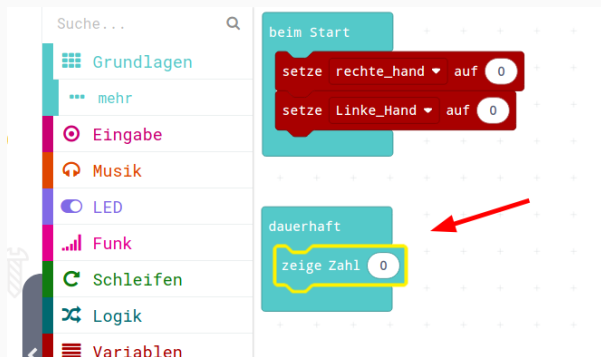 Suche...
Grundlagen
mehr
Eingabe
Musik
LED
Funk
Schleifen
Logik
Variablen
beim Start
setze rechte_hand auf 0
setze Linke_Hand auf 0
dauerhaft
zeige Zahl 0